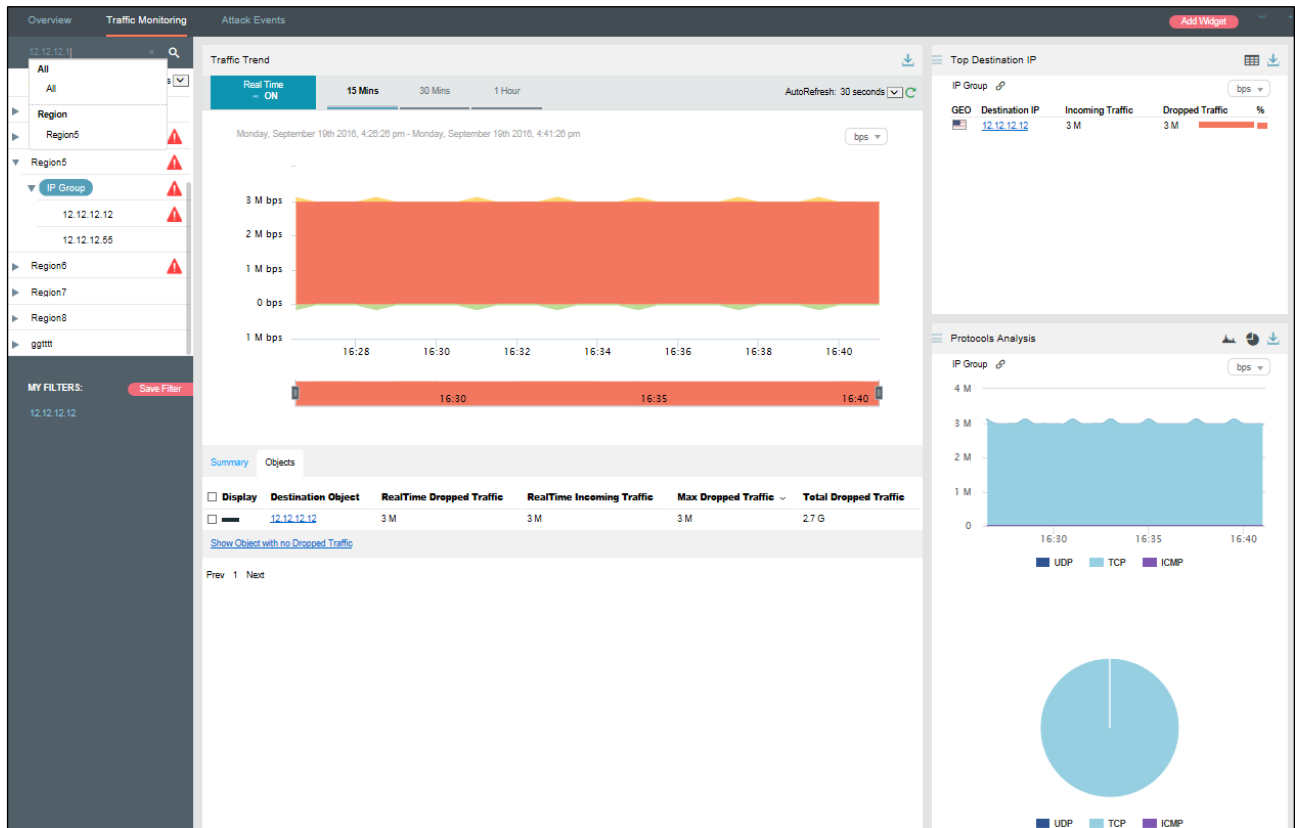 Overview Traffic Monitoring Attack Events Add Widget
12.12.12.1 ×
All
All
Region
Region5
Region5
IP Group
12.12.12.12
12.12.12.55
Region6
Region7
Region8
ggtttt
MY FILTERS: Save Filter
12.12.12.12
Traffic Trend
Real Time
– ON
15 Mins 30 Mins 1 Hour AutoRefresh: 30 seconds
Monday, September 19th 2016, 4:26:26 pm - Monday, September 19th 2016, 4:41:26 pm bps
3 M bps
2 M bps
1 M bps
0 bps
1 M bps
16:28 16:30 16:32 16:34 16:36 16:38 16:40
16:30 16:35 16:40
Summary Objects
Display Destination Object RealTime Dropped Traffic RealTime Incoming Traffic Max Dropped Traffic Total Dropped Traffic
12.12.12.12 3 M 3 M 3 M 2.7 G
Show Object with no Dropped Traffic
Prev 1 Next
Top Destination IP
IP Group bps
GEO Destination IP Incoming Traffic Dropped Traffic %
12.12.12.12 3 M 3 M
Protocols Analysis
IP Group bps
4 M
3 M
2 M
1 M
0
16:30 16:35 16:40
UDP TCP ICMP
UDP TCP ICMP